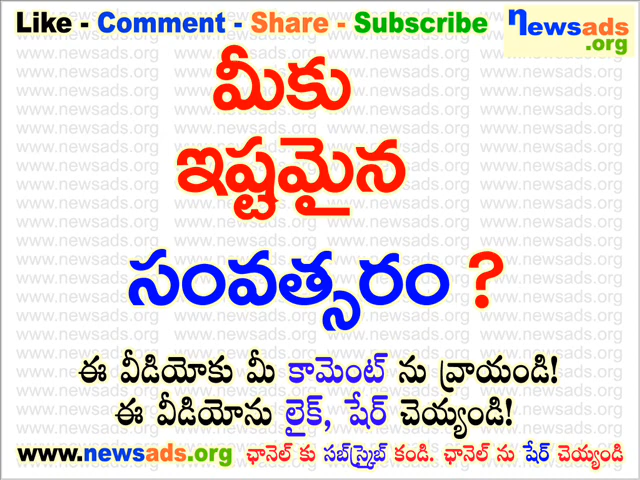 Like - Comment - Share - Subscribe
newsads
.org
మీకు
ఇష్టమైన
సంవత్సరం ?
ఈ వీడియోకు మీ కామెంట్ ను వ్రాయండి!
ఈ వీడియోను లైక్, షేర్ చెయ్యండి!
www.newsads.org ఛానెల్ కు సబ్‌స్క్రైబ్ కండి. ఛానెల్ ను షేర్ చెయ్యండి